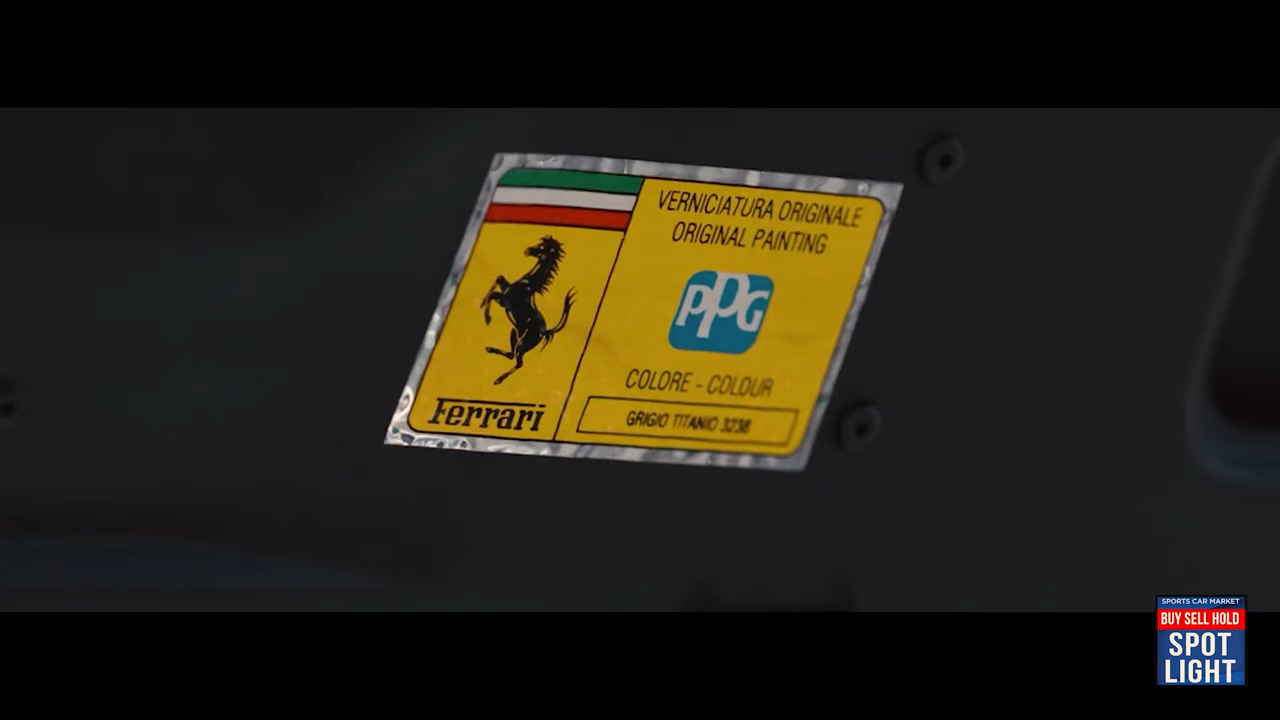 VERNICIATURA ORIGINALE
ORIGINAL PAINTING
PPG
COLORE - COLOUR
GRIGIO TITANIO 3238
Ferrari
SPORTS CAR MARKET
BUY SELL HOLD
SPOT
LIGHT